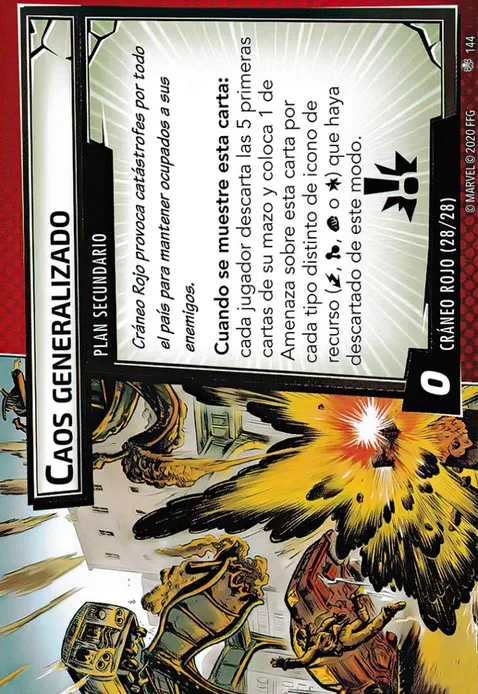 CAOS GENERALIZADO
PLAN SECUNDARIO
Cráneo Rojo provoca catástrofes por todo
el país para mantener ocupados a sus
enemigos.
Cuando se muestre esta carta:
cada jugador descarta las 5 primeras
cartas de su mazo y coloca 1 de
Amenaza sobre esta carta por
cada tipo distinto de icono de
recurso (, , o ) que haya
descartado de este modo.
0
CRÁNEO ROJO (28/28)
© MARVEL © 2020 FFG
144